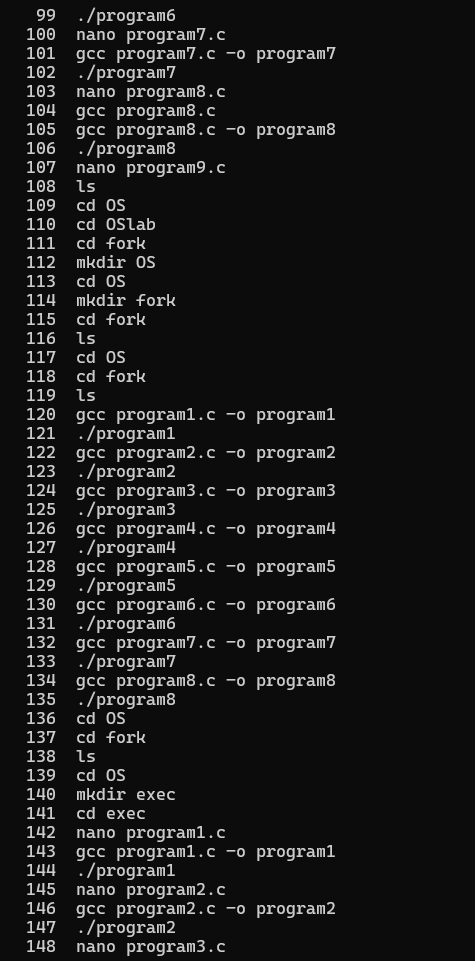 99 ./program6
100 nano program7.c
101 gcc program7.c -o program7
102 ./program7
103 nano program8.c
104 gcc program8.c
105 gcc program8.c -o program8
106 ./program8
107 nano program9.c
108 ls
109 cd OS
110 cd OSlab
111 cd fork
112 mkdir OS
113 cd OS
114 mkdir fork
115 cd fork
116 ls
117 cd OS
118 cd fork
119 ls
120 gcc program1.c -o program1
121 ./program1
122 gcc program2.c -o program2
123 ./program2
124 gcc program3.c -o program3
125 ./program3
126 gcc program4.c -o program4
127 ./program4
128 gcc program5.c -o program5
129 ./program5
130 gcc program6.c -o program6
131 ./program6
132 gcc program7.c -o program7
133 ./program7
134 gcc program8.c -o program8
135 ./program8
136 cd OS
137 cd fork
138 ls
139 cd OS
140 mkdir exec
141 cd exec
142 nano program1.c
143 gcc program1.c -o program1
144 ./program1
145 nano program2.c
146 gcc program2.c -o program2
147 ./program2
148 nano program3.c